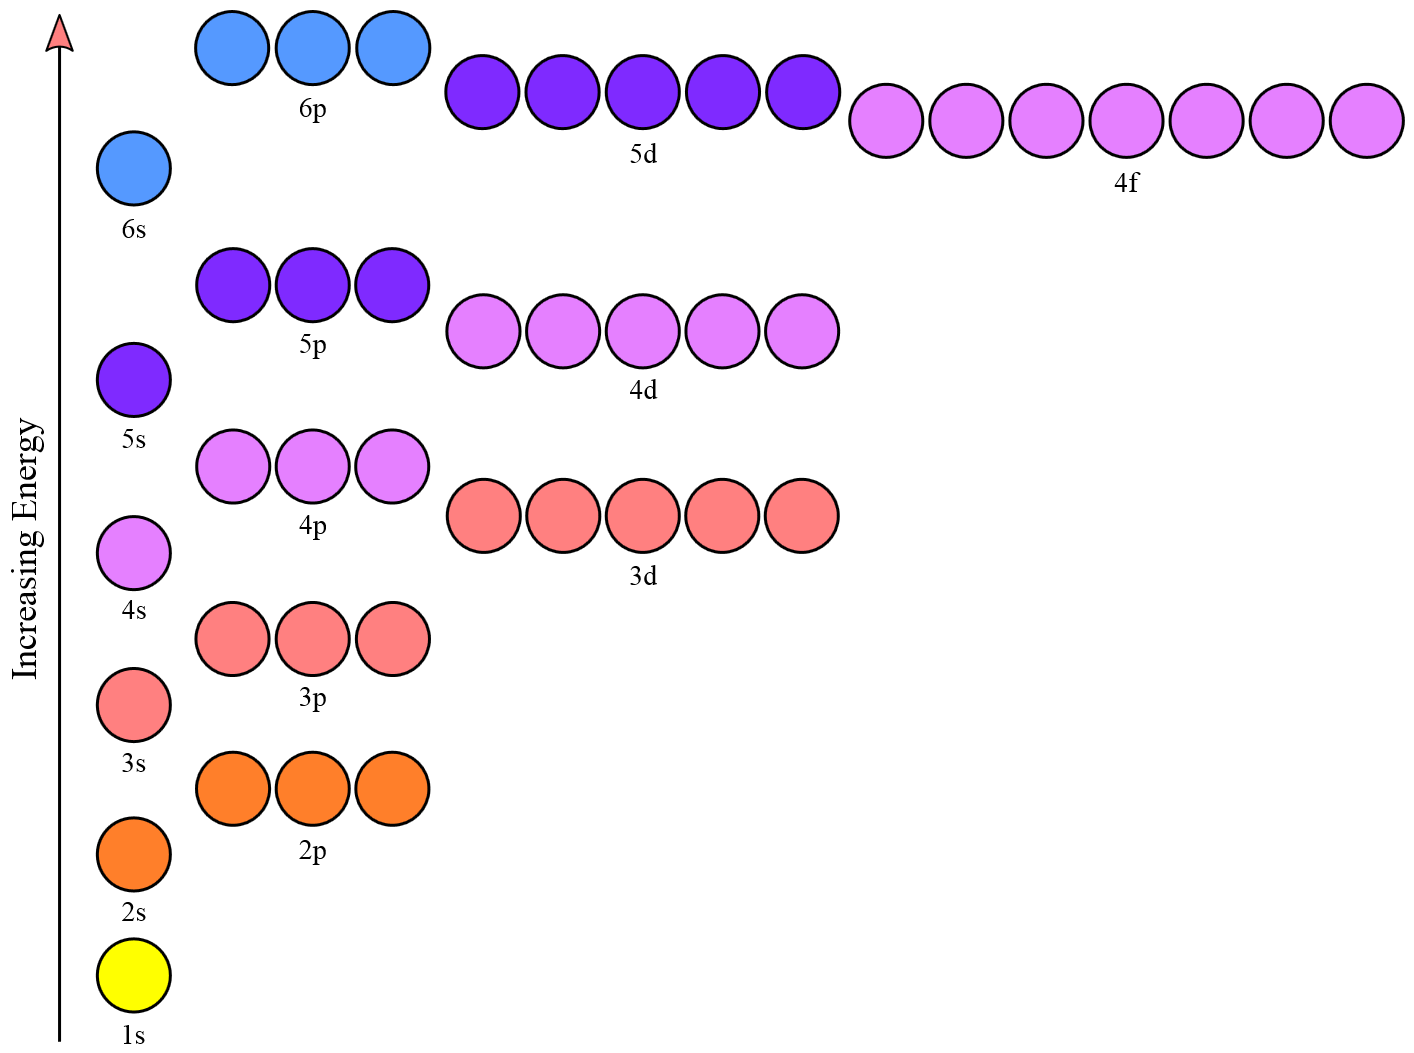 6p
5d
4f
6s
5p
4d
5s
4p
3d
4s
3p
3s
2p
2s
1s
Increasing Energy